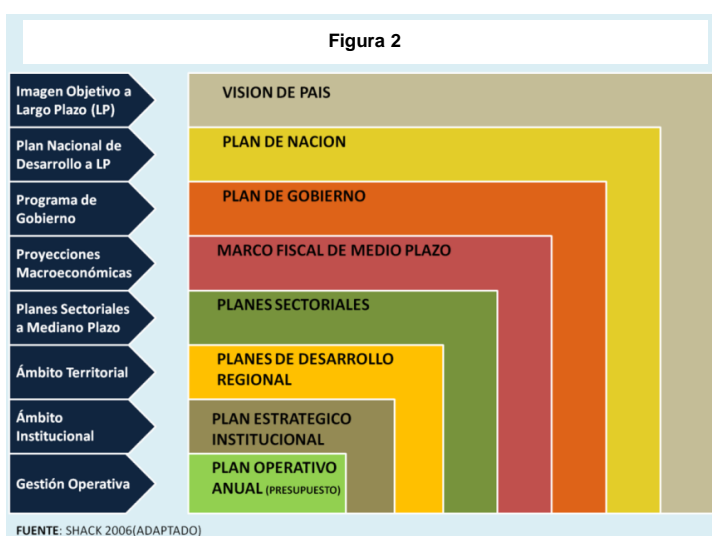 Figura 2
Imagen Objetivo a
Largo Plazo (LP)
VISION DE PAIS
Plan Nacional de
Desarrollo a LP
PLAN DE NACION
Programa de
Gobierno
PLAN DE GOBIERNO
Proyecciones
Macroeconómicas
MARCO FISCAL DE MEDIO PLAZO
Planes Sectoriales
a Mediano Plazo
PLANES SECTORIALES
Ámbito Territorial
PLANES DE DESARROLLO
REGIONAL
Ámbito
Institucional
PLAN ESTRATEGICO
INSTITUCIONAL
Gestión Operativa
PLAN OPERATIVO
ANUAL (PRESUPUESTO)
FUENTE: SHACK 2006(ADAPTADO)